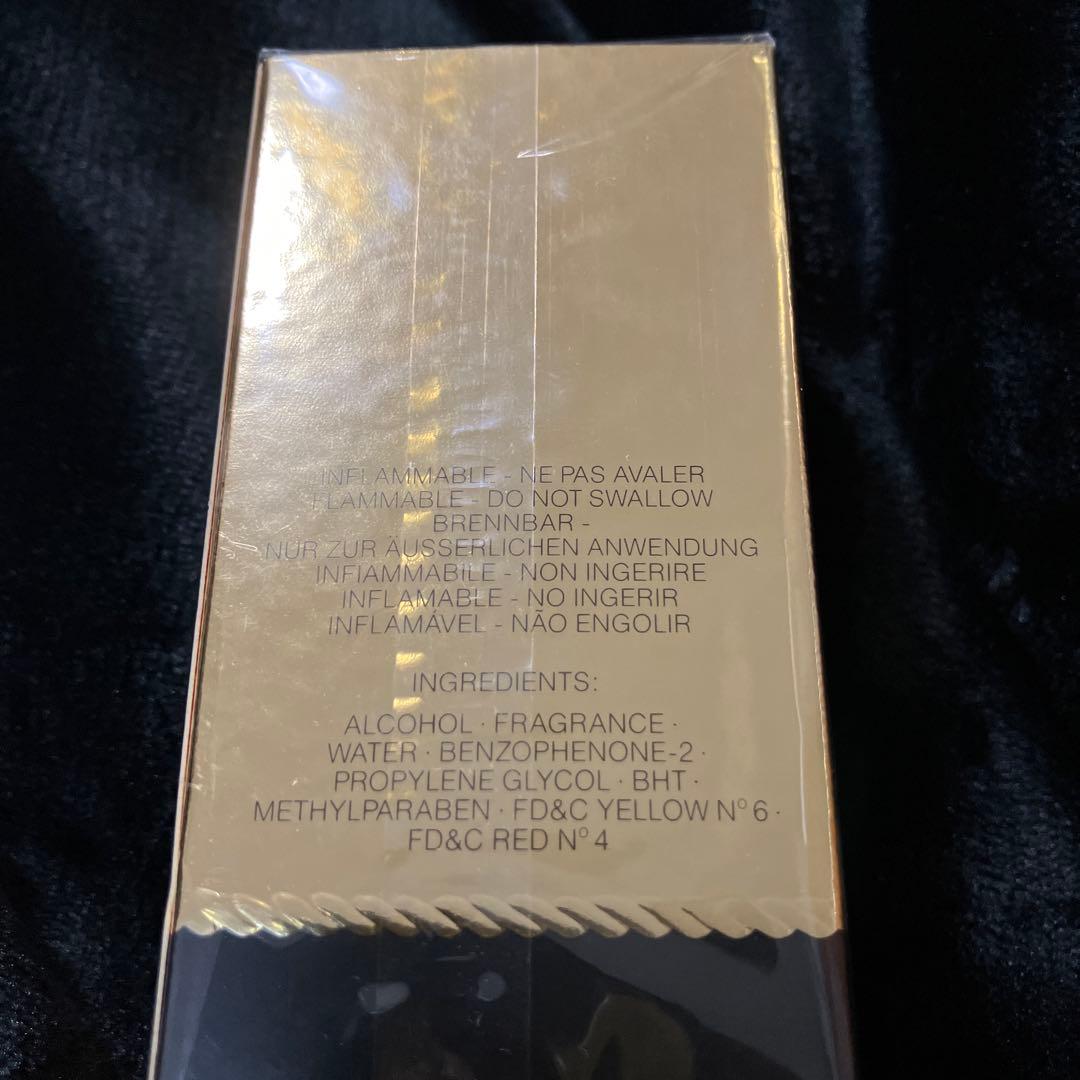 INFLAMMABLE - NE PAS AVALER
FLAMMABLE - DO NOT SWALLOW
BRENNBAR -
NUR ZUR ÄUSSERLICHEN ANWENDUNG
INFIAMMABILE - NON INGERIRE
INFLAMABLE - NO INGERIR
INFLAMÁVEL - NÃO ENGOLIR
INGREDIENTS:
ALCOHOL · FRAGRANCE ·
WATER · BENZOPHENONE-2 ·
PROPYLENE GLYCOL · BHT ·
METHYLPARABEN · FD&C YELLOW Nº 6 ·
FD&C RED Nº 4